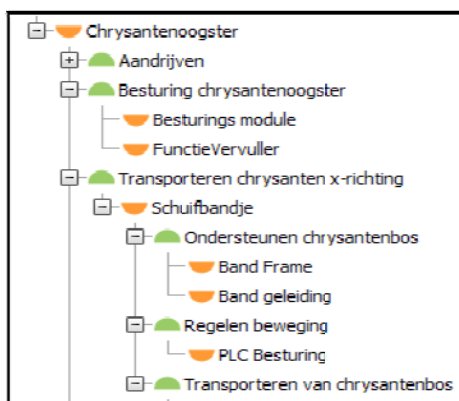 Chrysantenoogster
Aandrijven
Besturing chrysantenoogster
Besturings module
FunctieVervuller
Transporteren chrysanten x-richting
Schuifbandje
Ondersteunen chrysantenbos
Band Frame
Band geleiding
Regelen beweging
PLC Besturing
Transporteren van chrysantenbos